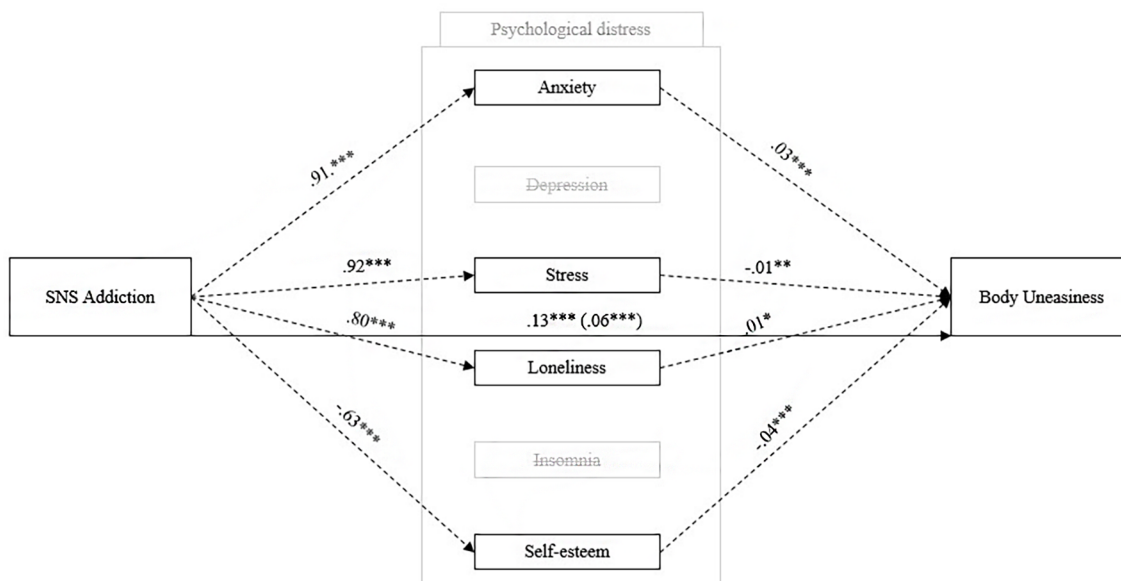 Psychological distress
Anxiety
.91.***
.03***
Depression
SNS Addiction
.92***
Stress
-.01**
Body Uneasiness
.80***
.13*** (.06***)
.01*
Loneliness
-.63***
-.04***
Insomnia
Self-esteem